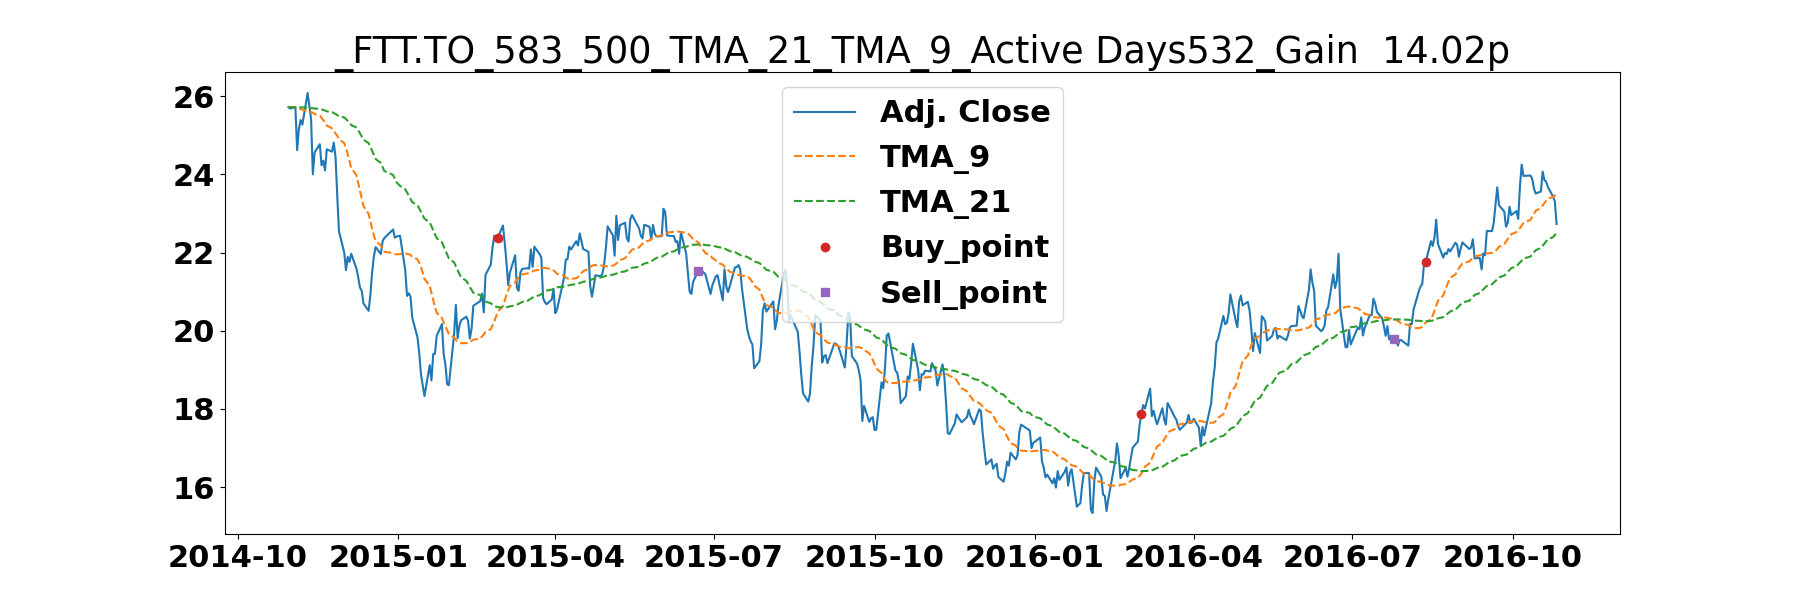 _FTT.TO_583_500_TMA_21_TMA_9_Active Days532_Gain  14.02p
26
24
22
20
18
16
Adj. Close
TMA_9
TMA_21
Buy_point
Sell_point
2014-10 2015-01 2015-04 2015-07 2015-10 2016-01 2016-04 2016-07 2016-10